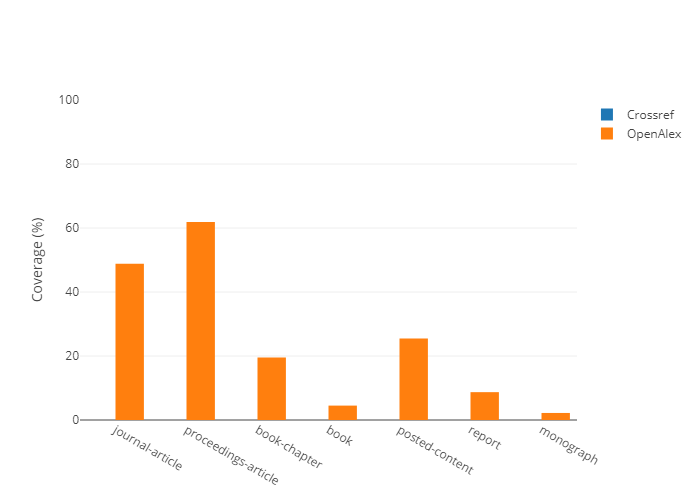 100
80
60
40
20
0
Coverage (%)
journal-article
proceedings-article
book-chapter
book
posted-content
report
monograph
Crossref
OpenAlex